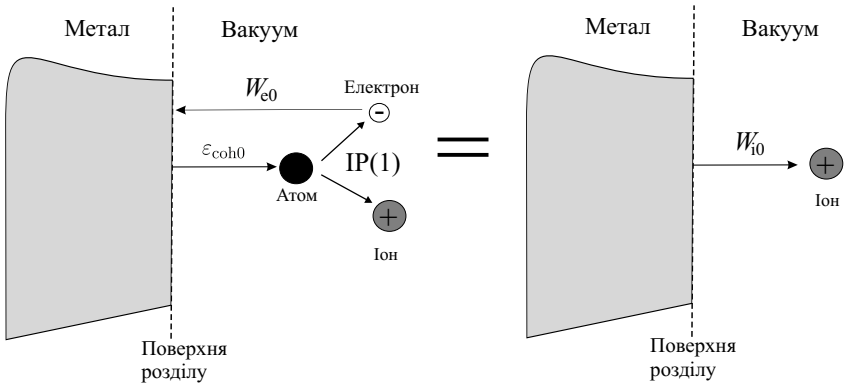 Метал Вакуум
W_e0
Електрон
-
ε_coh0
IP(1)
Атом
+
Іон
Поверхня
розділу
=
Метал Вакуум
W_i0
+
Іон
Поверхня
розділу